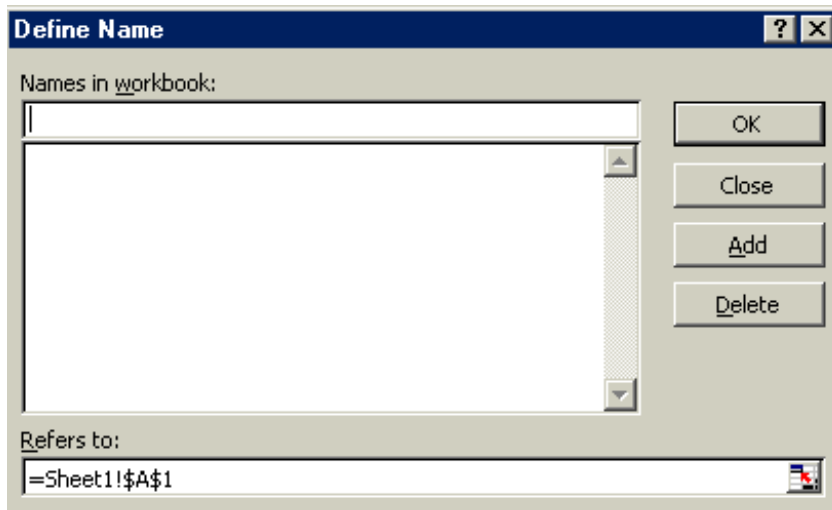 Define Name
Names in workbook:
OK
Close
Add
Delete
Refers to:
=Sheet1!$A$1